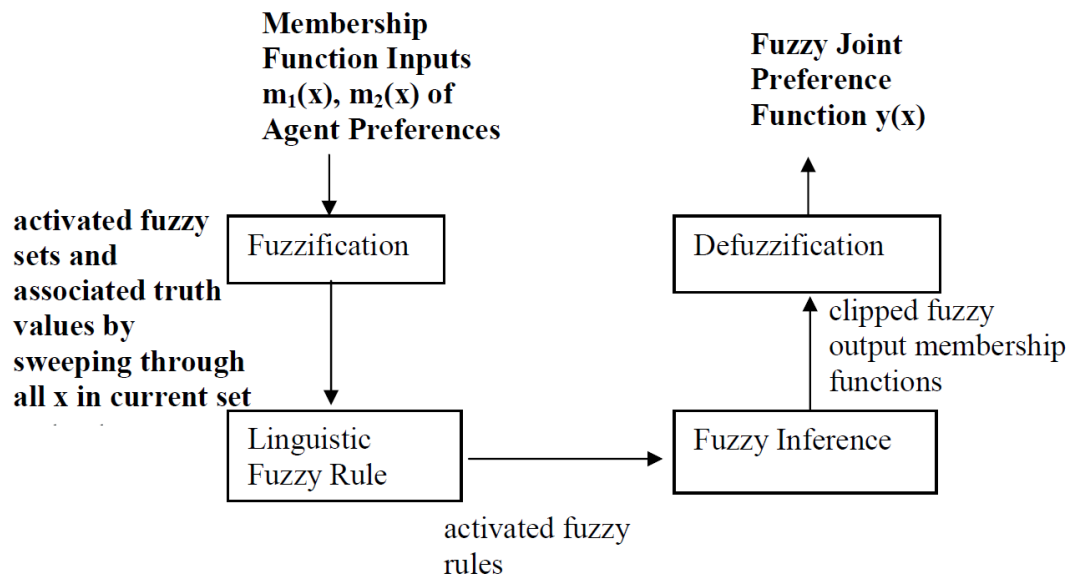 Membership
Function Inputs
m₁(x), m₂(x) of
Agent Preferences
Fuzzy Joint
Preference
Function y(x)
activated fuzzy
sets and
associated truth
values by
sweeping through
all x in current set
Fuzzification
Defuzzification
clipped fuzzy
output membership
functions
Linguistic
Fuzzy Rule
Fuzzy Inference
activated fuzzy
rules